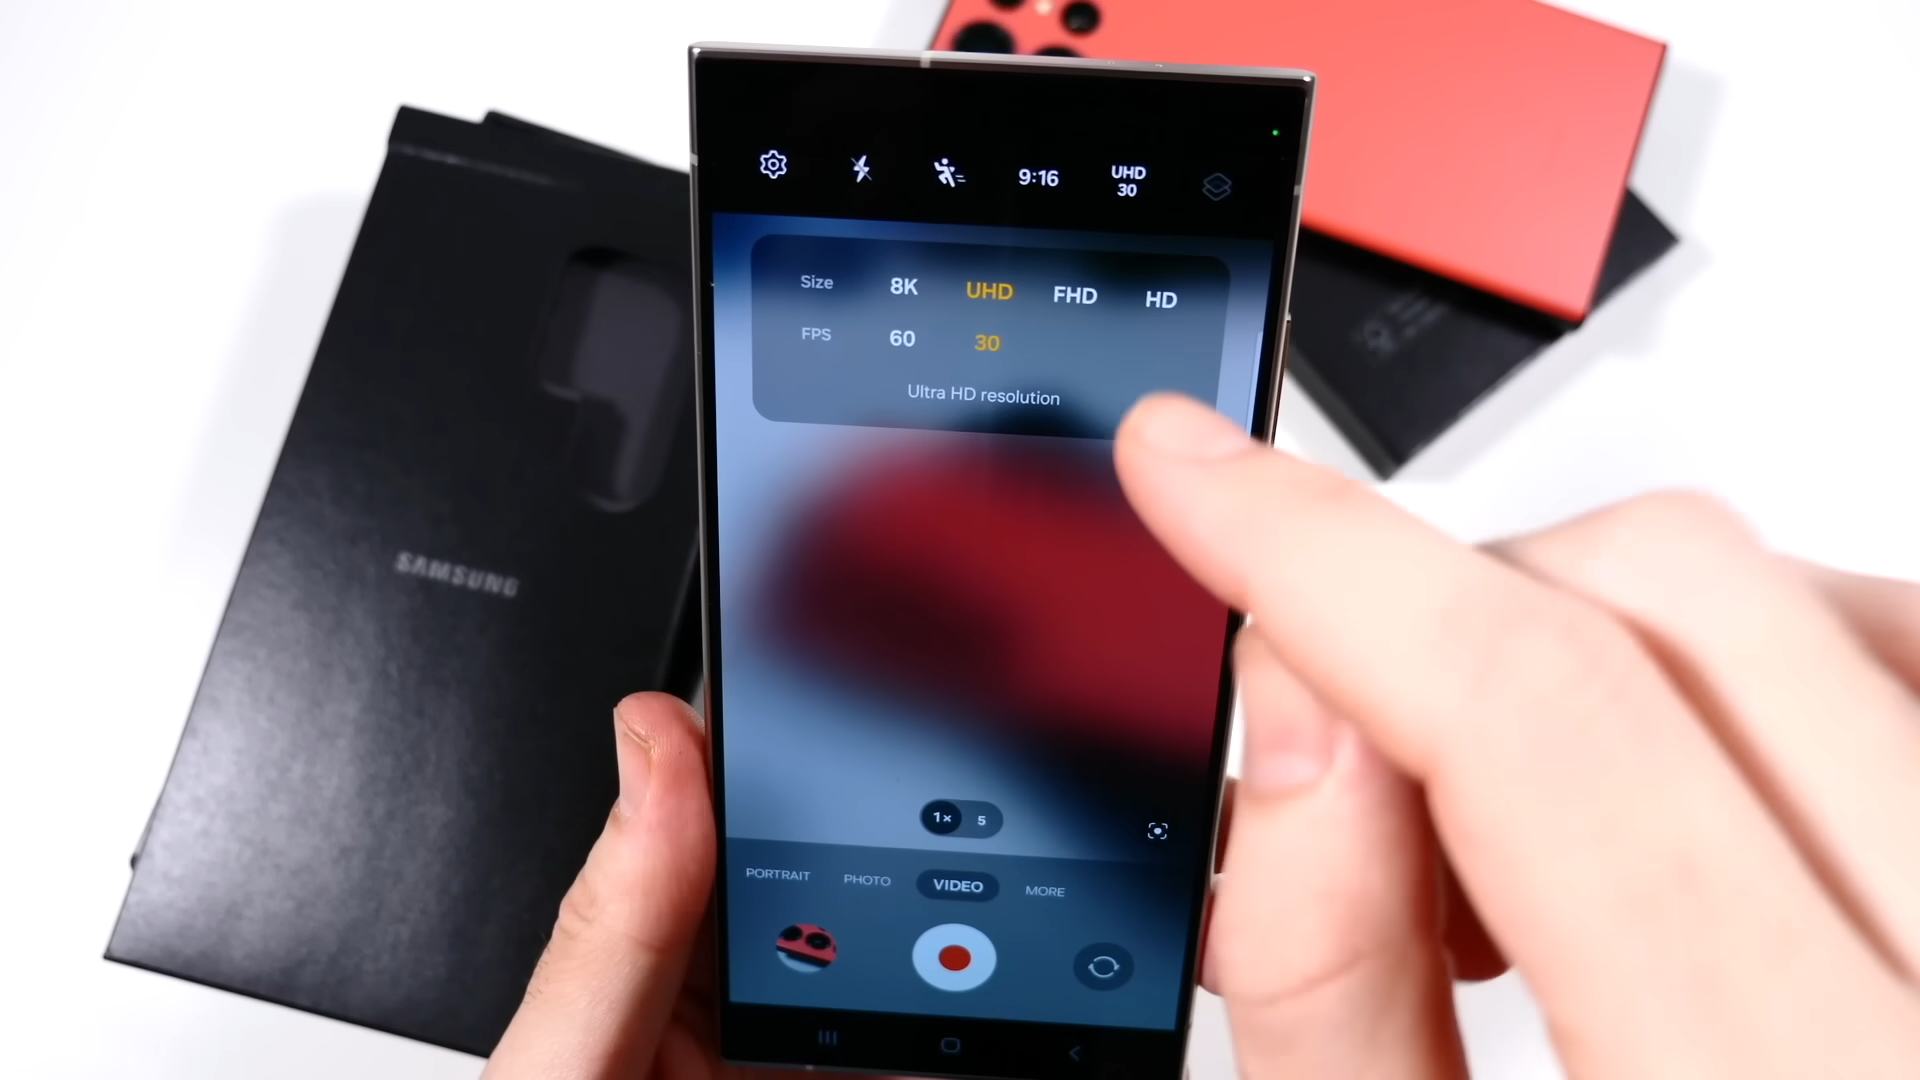 9:16
UHD
30
Size 8K UHD FHD HD
FPS 60 30
Ultra HD resolution
SAMSUNG
1× 5
PORTRAIT PHOTO VIDEO MORE